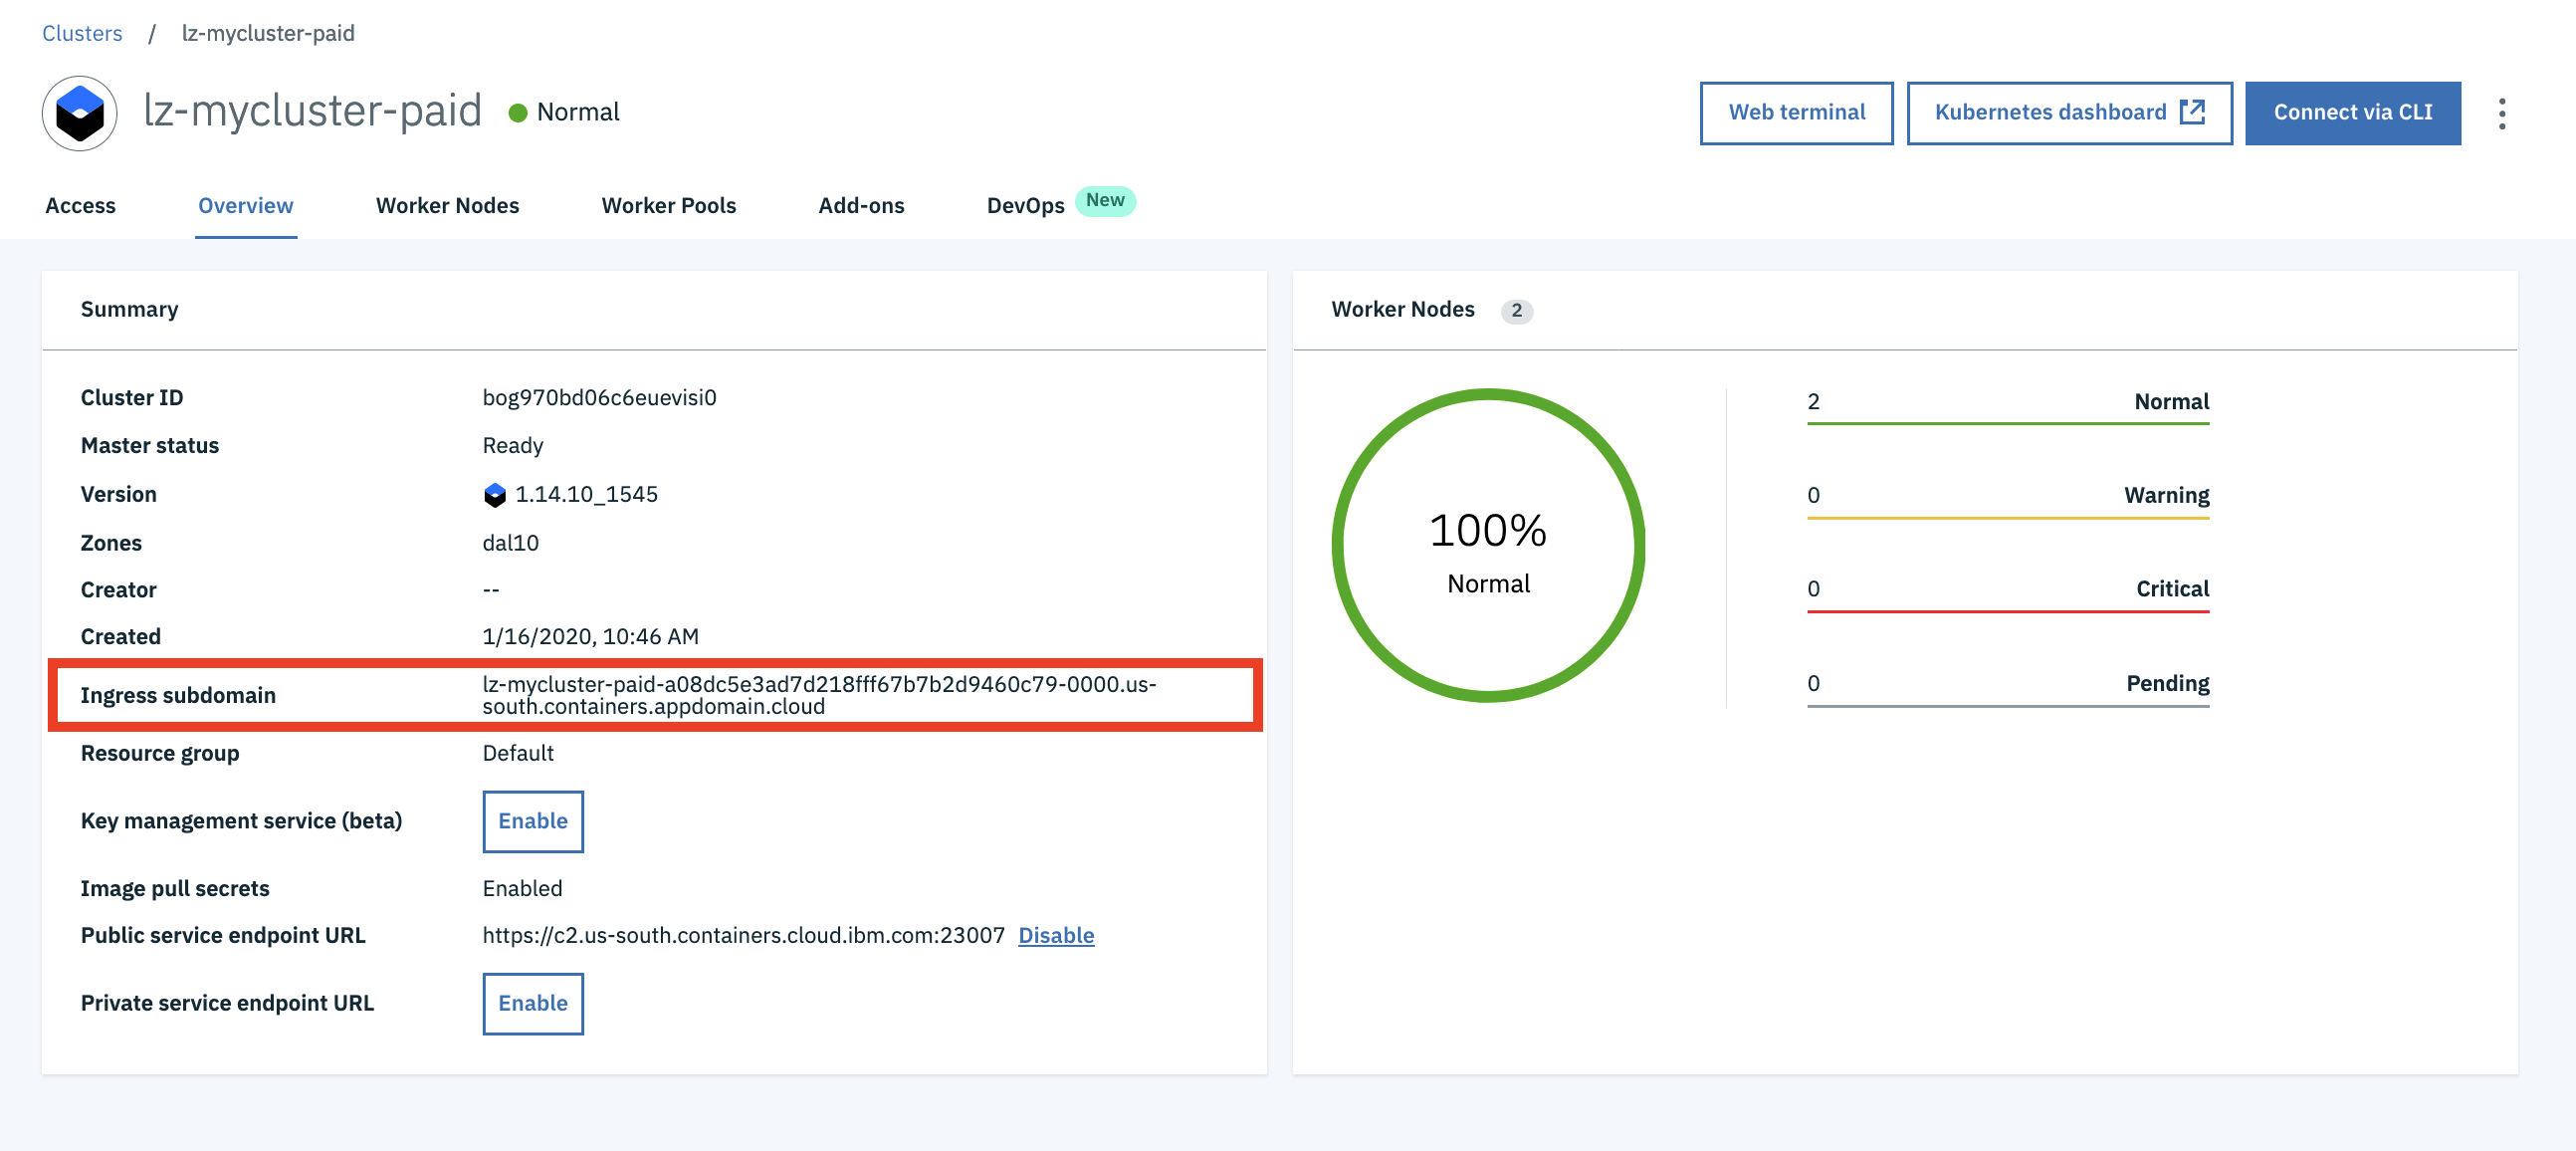 Clusters / lz-mycluster-paid
lz-mycluster-paid Normal
Web terminal
Kubernetes dashboard
Connect via CLI
Access
Overview
Worker Nodes
Worker Pools
Add-ons
DevOps New
Summary
Cluster ID bog970bd06c6euevisi0
Master status Ready
Version 1.14.10_1545
Zones dal10
Creator --
Created 1/16/2020, 10:46 AM
Ingress subdomain lz-mycluster-paid-a08dc5e3ad7d218fff67b7b2d9460c79-0000.us-
south.containers.appdomain.cloud
Resource group Default
Key management service (beta) Enable
Image pull secrets Enabled
Public service endpoint URL https://c2.us-south.containers.cloud.ibm.com:23007 Disable
Private service endpoint URL Enable
Worker Nodes 2
100%
Normal
2 Normal
0 Warning
0 Critical
0 Pending